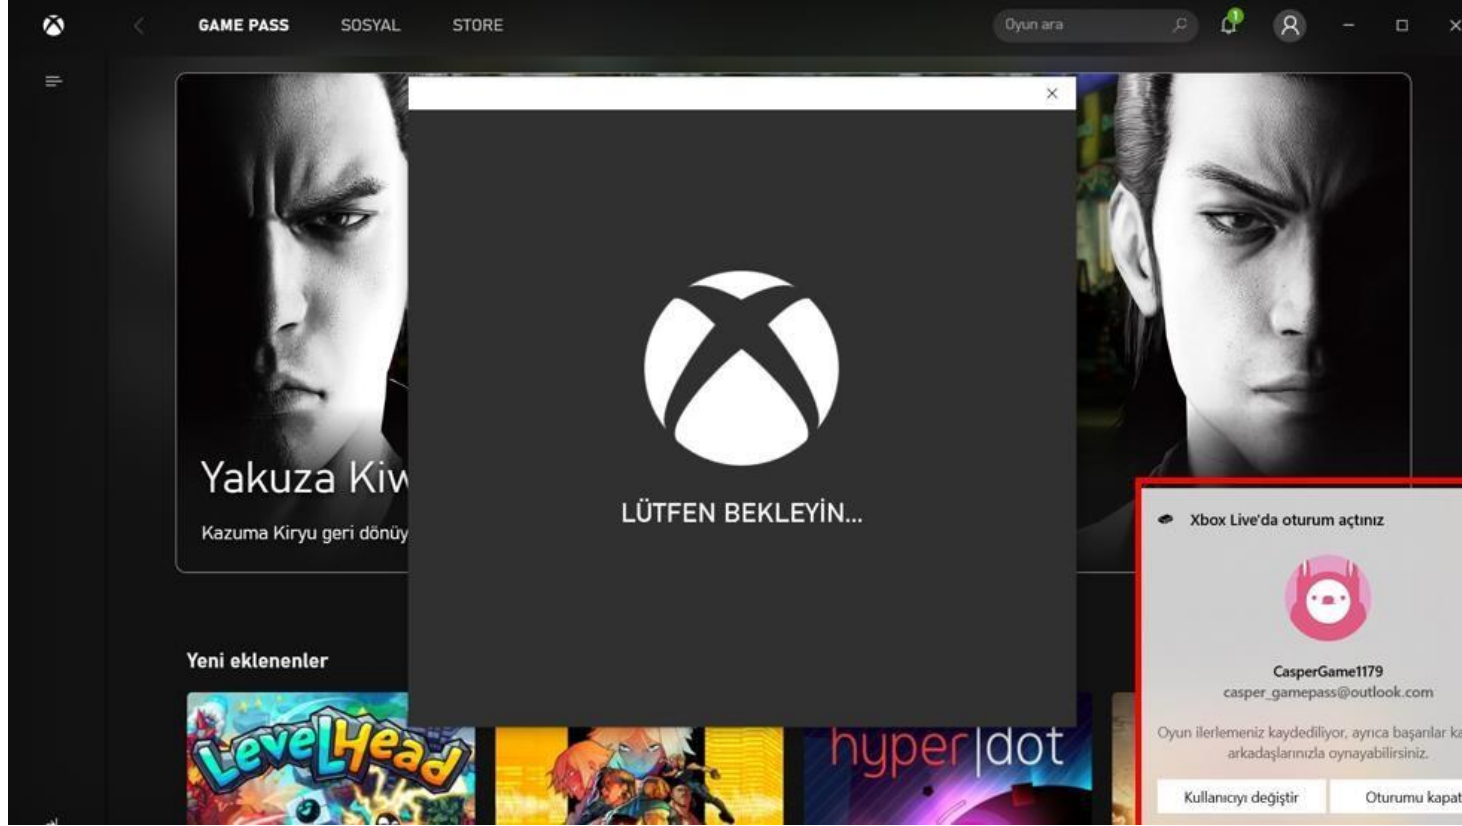 GAME PASS SOSYAL STORE Oyun ara 1
LÜTFEN BEKLEYİN...
Yakuza Kiw
Kazuma Kiryu geri dönüy
Yeni eklenenler
LevelHead
hyper|dot
Xbox Live'da oturum açtınız
CasperGame1179
casper_gamepass@outlook.com
Oyun ilerlemeniz kaydediliyor, ayrıca başarılar ka
arkadaşlarınızla oynayabilirsiniz.
Kullanıcıyı değiştir Oturumu kapat